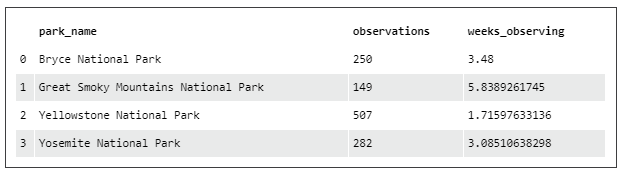 park_name observations weeks_observing
0 Bryce National Park 250 3.48
1 Great Smoky Mountains National Park 149 5.8389261745
2 Yellowstone National Park 507 1.71597633136
3 Yosemite National Park 282 3.08510638298